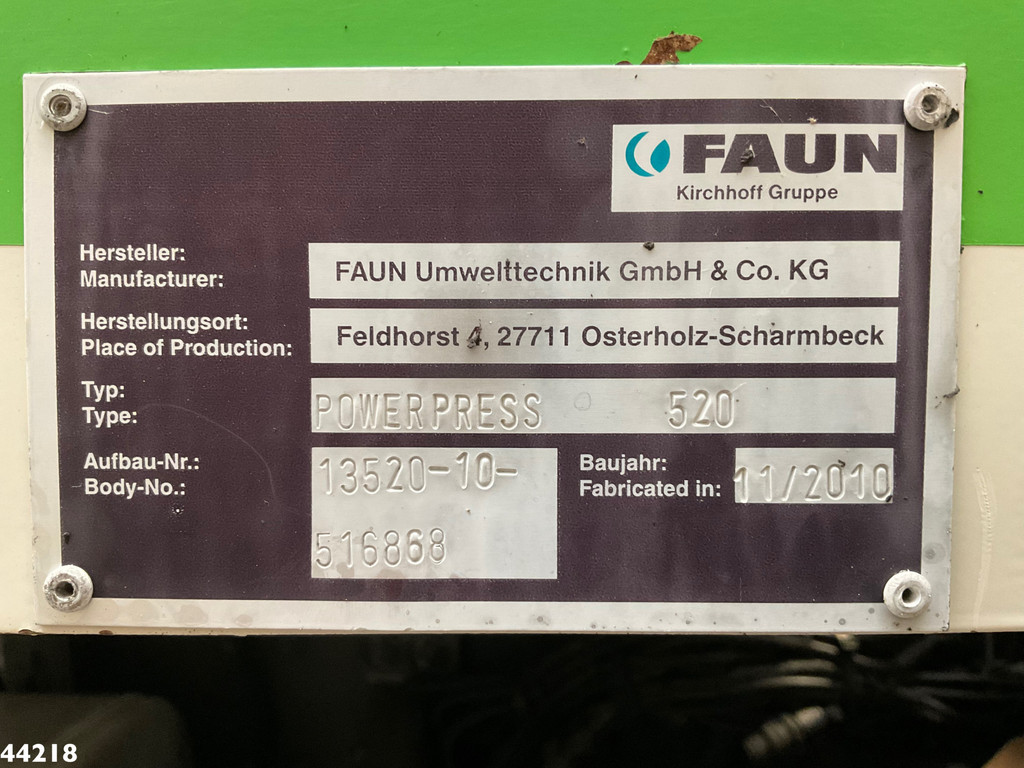 FAUN
Kirchhoff Gruppe
Hersteller:
Manufacturer:
FAUN Umwelttechnik GmbH & Co. KG
Herstellungsort:
Place of Production:
Feldhorst 4, 27711 Osterholz-Scharmbeck
Typ:
Type:
POWERPRESS 520
Aufbau-Nr.:
Body-No.:
13520-10-
516868
Baujahr:
Fabricated in:
11/2010
44218